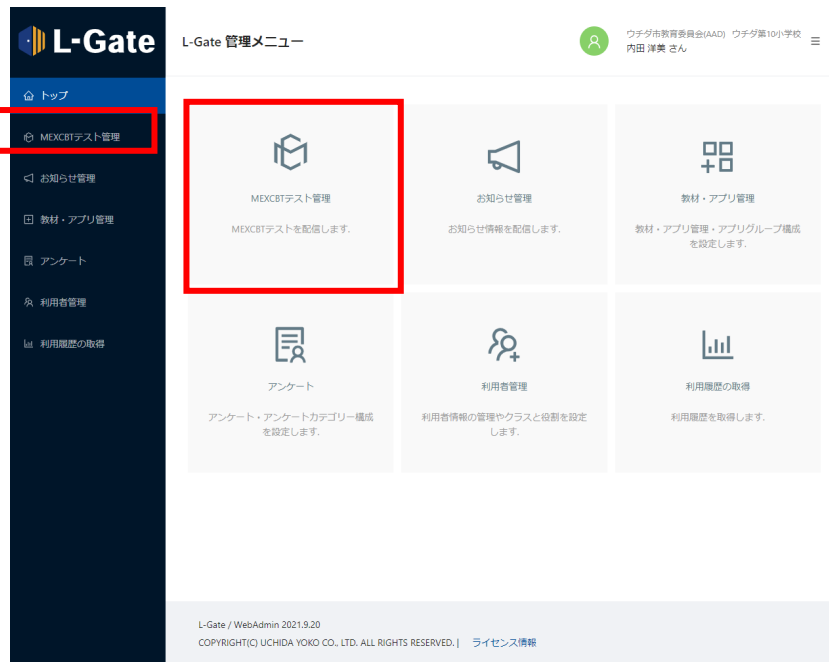 L-Gate
L-Gate 管理メニュー
ウチダ市教育委員会(AAD) ウチダ第10小学校
内田 洋美 さん
トップ
MEXCBTテスト管理
お知らせ管理
教材・アプリ管理
アンケート
利用者管理
利用履歴の取得
MEXCBTテスト管理
MEXCBTテストを配信します.
お知らせ管理
お知らせ情報を配信します.
教材・アプリ管理
教材・アプリ管理・アプリグループ構成
を設定します.
アンケート
アンケート・アンケートカテゴリー構成
を設定します.
利用者管理
利用者情報の管理やクラスと役割を設定
します.
利用履歴の取得
利用履歴を取得します.
L-Gate / WebAdmin 2021.9.20
COPYRIGHT(C) UCHIDA YOKO CO., LTD. ALL RIGHTS RESERVED. | ライセンス情報